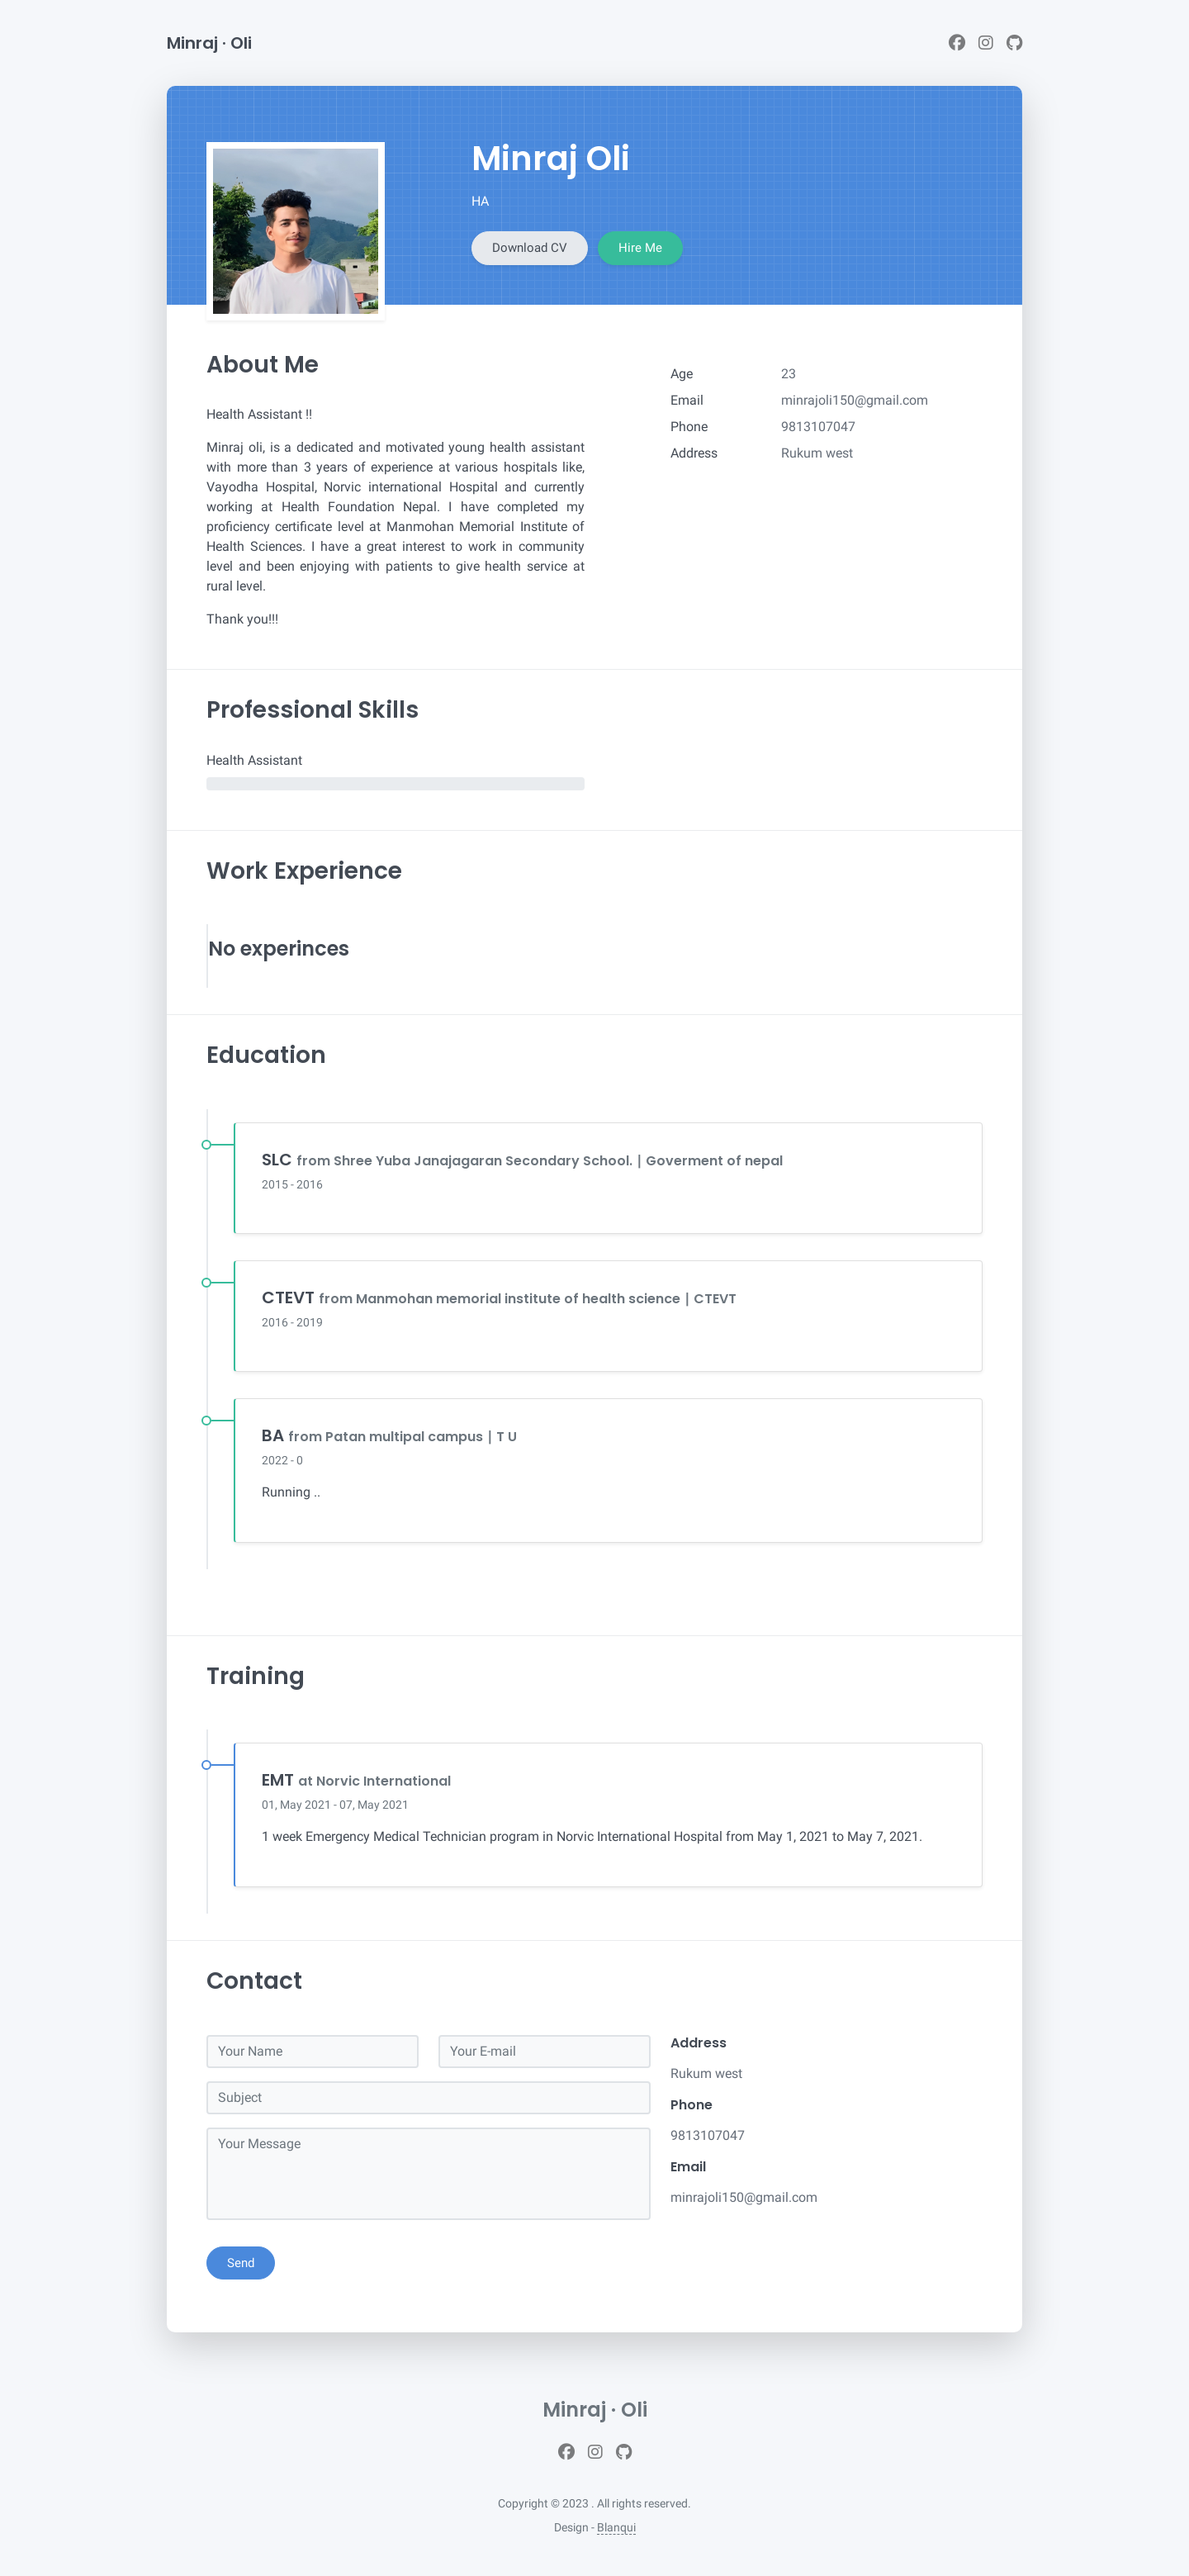 Minraj · Oli
Minraj Oli
HA
Download CV
Hire Me
About Me
Health Assistant !!
Minraj oli, is a dedicated and motivated young health assistant
with more than 3 years of experience at various hospitals like,
Vayodha Hospital, Norvic international Hospital and currently
working at Health Foundation Nepal. I have completed my
proficiency certificate level at Manmohan Memorial Institute of
Health Sciences. I have a great interest to work in community
level and been enjoying with patients to give health service at
rural level.
Thank you!!!
Age 23
Email minrajoli150@gmail.com
Phone 9813107047
Address Rukum west
Professional Skills
Health Assistant
Work Experience
No experinces
Education
SLC from Shree Yuba Janajagaran Secondary School. | Goverment of nepal
2015 - 2016
CTEVT from Manmohan memorial institute of health science | CTEVT
2016 - 2019
BA from Patan multipal campus | T U
2022 - 0
Running ..
Training
EMT at Norvic International
01, May 2021 - 07, May 2021
1 week Emergency Medical Technician program in Norvic International Hospital from May 1, 2021 to May 7, 2021.
Contact
Your Name
Your E-mail
Subject
Your Message
Send
Address
Rukum west
Phone
9813107047
Email
minrajoli150@gmail.com
Minraj · Oli
Copyright © 2023 . All rights reserved.
Design - Blanqui